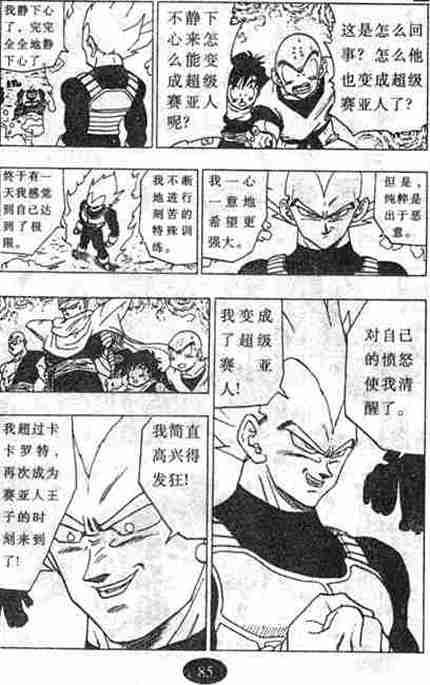 这是怎么回
事？怎么他
也变成超级
赛亚人了？
不静下
心来怎
么能变
成超级
赛亚人
呢？
我静下心
了，完完
全全地静
下心了。
但是，
纯粹是
出于恶
意。
我一心
一意地
希望更
强大。
我不断
地进行
刻苦的
特殊训
练。
终于有一
天我感觉
到自己达
到了极
限。
对自己
的愤怒
使我清
醒了。
我变成
了超级
赛亚
人！
我简直
高兴得
发狂！
我超过卡
卡罗特，
再次成为
赛亚人王
子的时
刻来到
了！
85